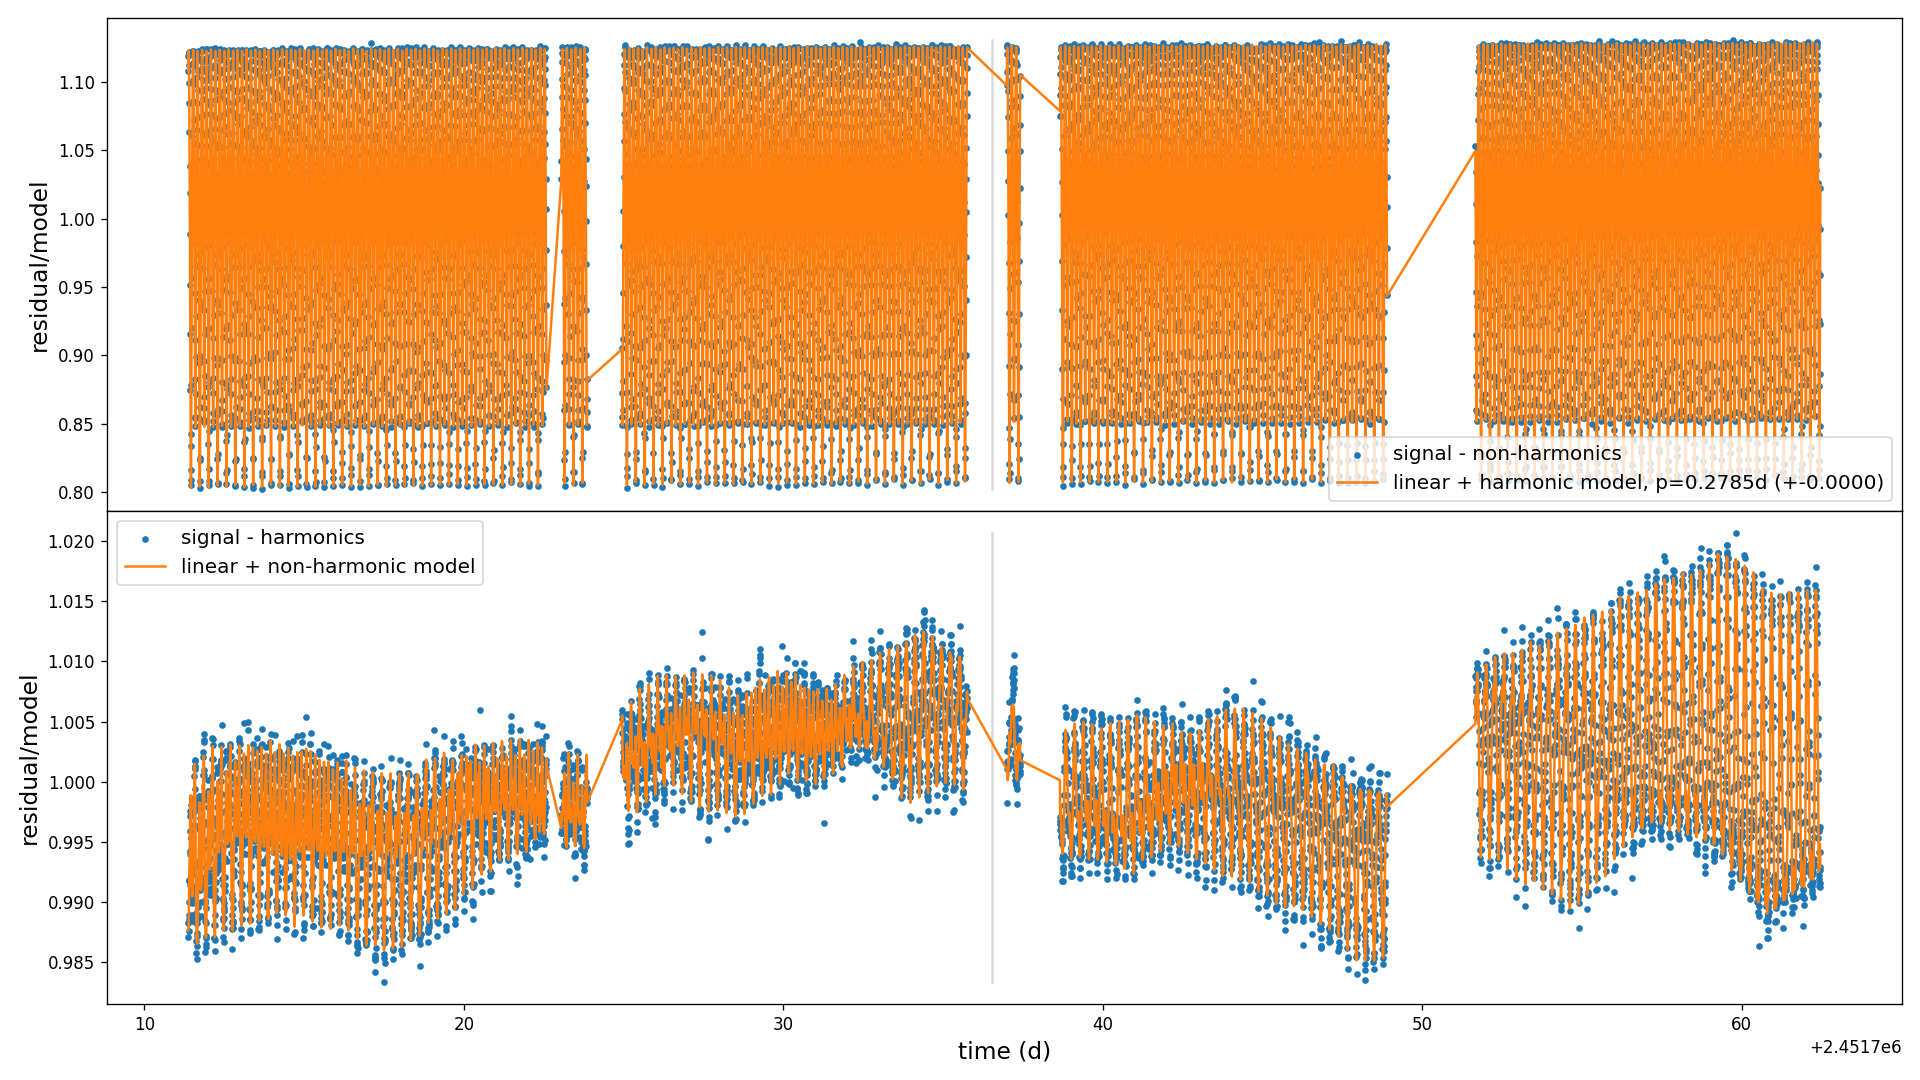 1.10
1.05
1.00
0.95
0.90
0.85
0.80
residual/model
signal - non-harmonics
linear + harmonic model, p=0.2785d (+-0.0000)
signal - harmonics
linear + non-harmonic model
1.020
1.015
1.010
1.005
1.000
0.995
0.990
0.985
residual/model
10
20
30
40
50
60
time (d)
+2.4517e6